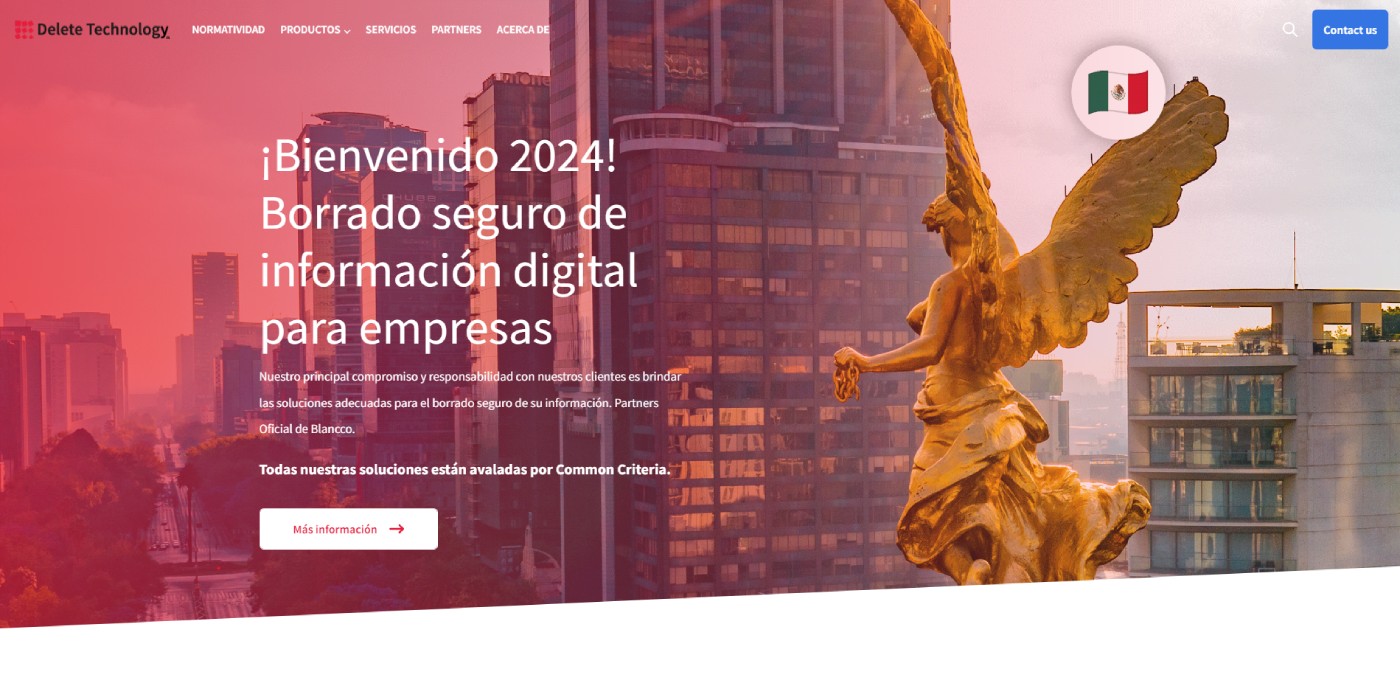 Delete Technology
NORMATIVIDAD PRODUCTOS SERVICIOS PARTNERS ACERCA DE
Contact us
¡Bienvenido 2024!
Borrado seguro de
información digital
para empresas
Nuestro principal compromiso y responsabilidad con nuestros clientes es brindar
las soluciones adecuadas para el borrado seguro de su información. Partners
Oficial de Blancco.
Todas nuestras soluciones están avaladas por Common Criteria.
Más información